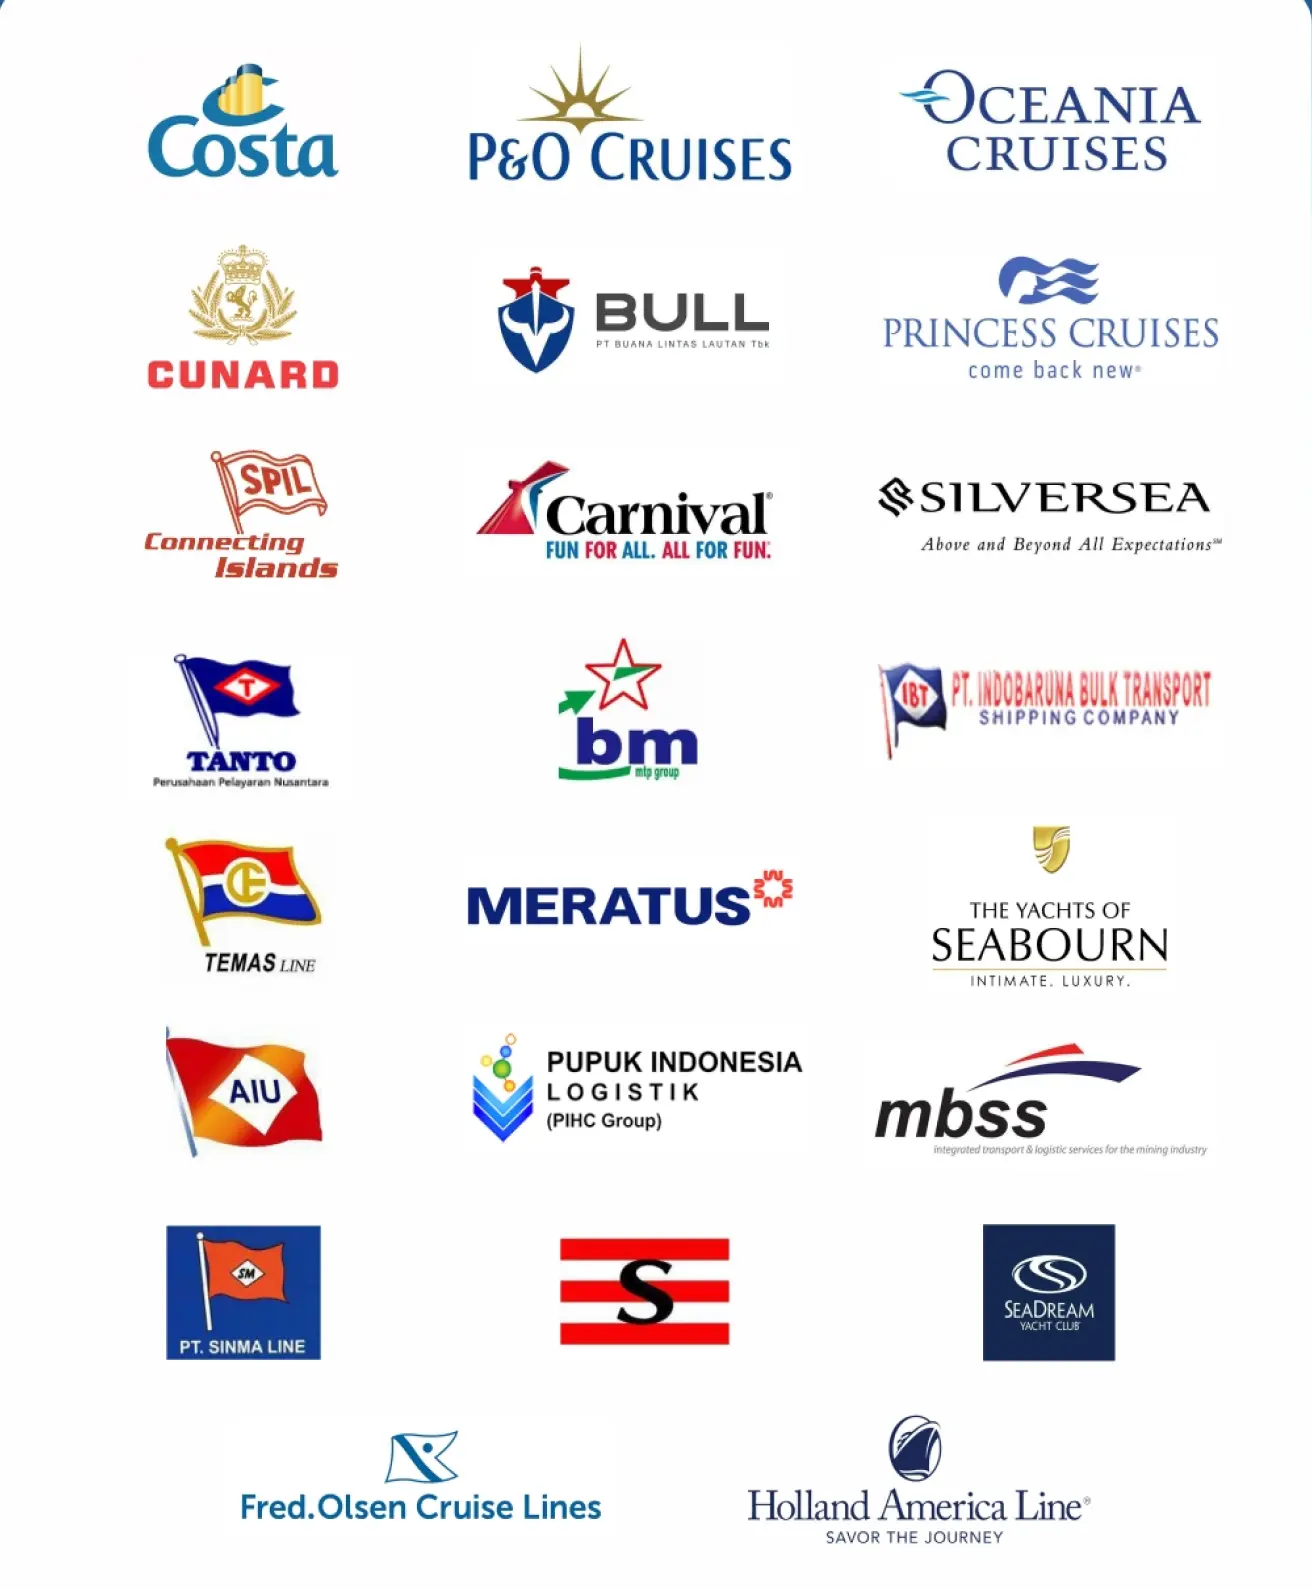 Costa
P&O CRUISES
OCEANIA
CRUISES
CUNARD
BULL
PT BUANA LINTAS LAUTAN Tbk
PRINCESS CRUISES
come back new®
SPIL
Connecting
Islands
Carnival®
FUN FOR ALL. ALL FOR FUN.®
SILVERSEA
Above and Beyond All Expectations℠
T
TANTO
Perusahaan Pelayaran Nusantara
bm
mtp group
IBT
PT. INDOBARUNA BULK TRANSPORT
SHIPPING COMPANY
TEMAS LINE
MERATUS
THE YACHTS OF
SEABOURN
INTIMATE. LUXURY.
AIU
PUPUK INDONESIA
LOGISTIK
(PIHC Group)
mbss
integrated transport & logistic services for the mining industry
SM
PT. SINMA LINE
S
SEADREAM
YACHT CLUB
Fred.Olsen Cruise Lines
Holland America Line®
SAVOR THE JOURNEY